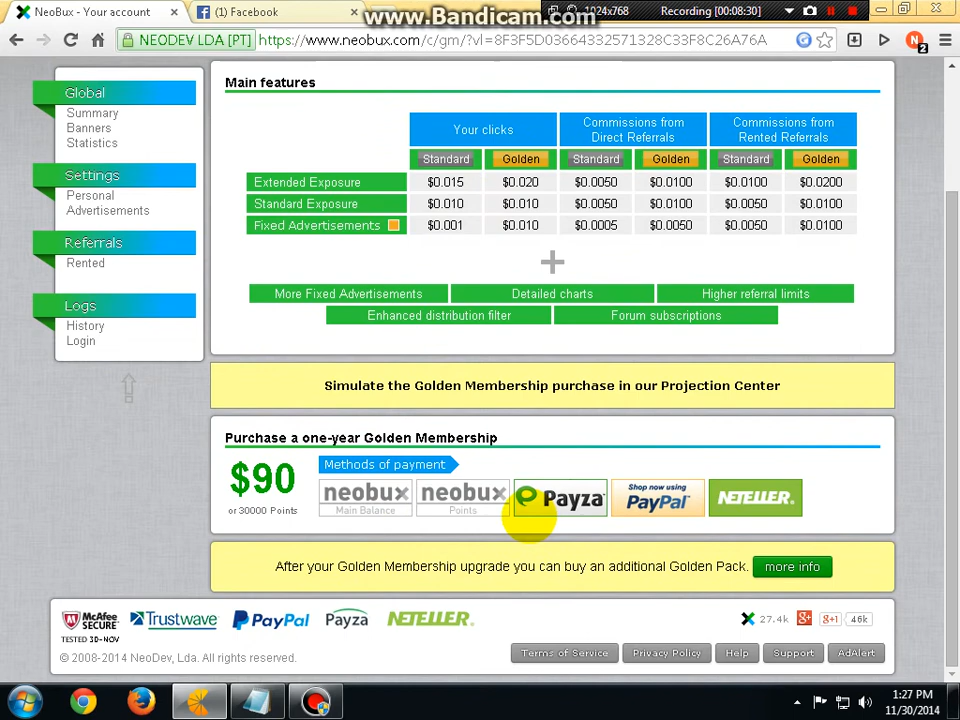 NeoBux - Your account
(1) Facebook
www.Bandicam.com
1024x768
Recording [00:08:30]
NEODEV LDA [PT]
https://www.neobux.com/c/gm/?vl=8F3F5D03664332571328C33F8C26A76A
2
Global
Summary
Banners
Statistics
Settings
Personal
Advertisements
Referrals
Rented
Logs
History
Login
Main features
Your clicks
Commissions from
Direct Referrals
Commissions from
Rented Referrals
Standard Golden Standard Golden Standard Golden
Extended Exposure $0.015 $0.020 $0.0050 $0.0100 $0.0100 $0.0200
Standard Exposure $0.010 $0.010 $0.0050 $0.0100 $0.0050 $0.0100
Fixed Advertisements $0.001 $0.010 $0.0005 $0.0050 $0.0050 $0.0100
More Fixed Advertisements Detailed charts Higher referral limits
Enhanced distribution filter Forum subscriptions
Simulate the Golden Membership purchase in our Projection Center
Purchase a one-year Golden Membership
$90
or 30000 Points
Methods of payment
neobux
Main Balance
neobux
Points
Payza
Shop now using
PayPal
NETELLER
After your Golden Membership upgrade you can buy an additional Golden Pack. more info
McAfee
SECURE
TESTED 30-NOV
Trustwave
PayPal
Payza
NETELLER
27.4k
g+1 46k
© 2008-2014 NeoDev, Lda. All rights reserved.
Terms of Service Privacy Policy Help Support AdAlert
1:27 PM
11/30/2014